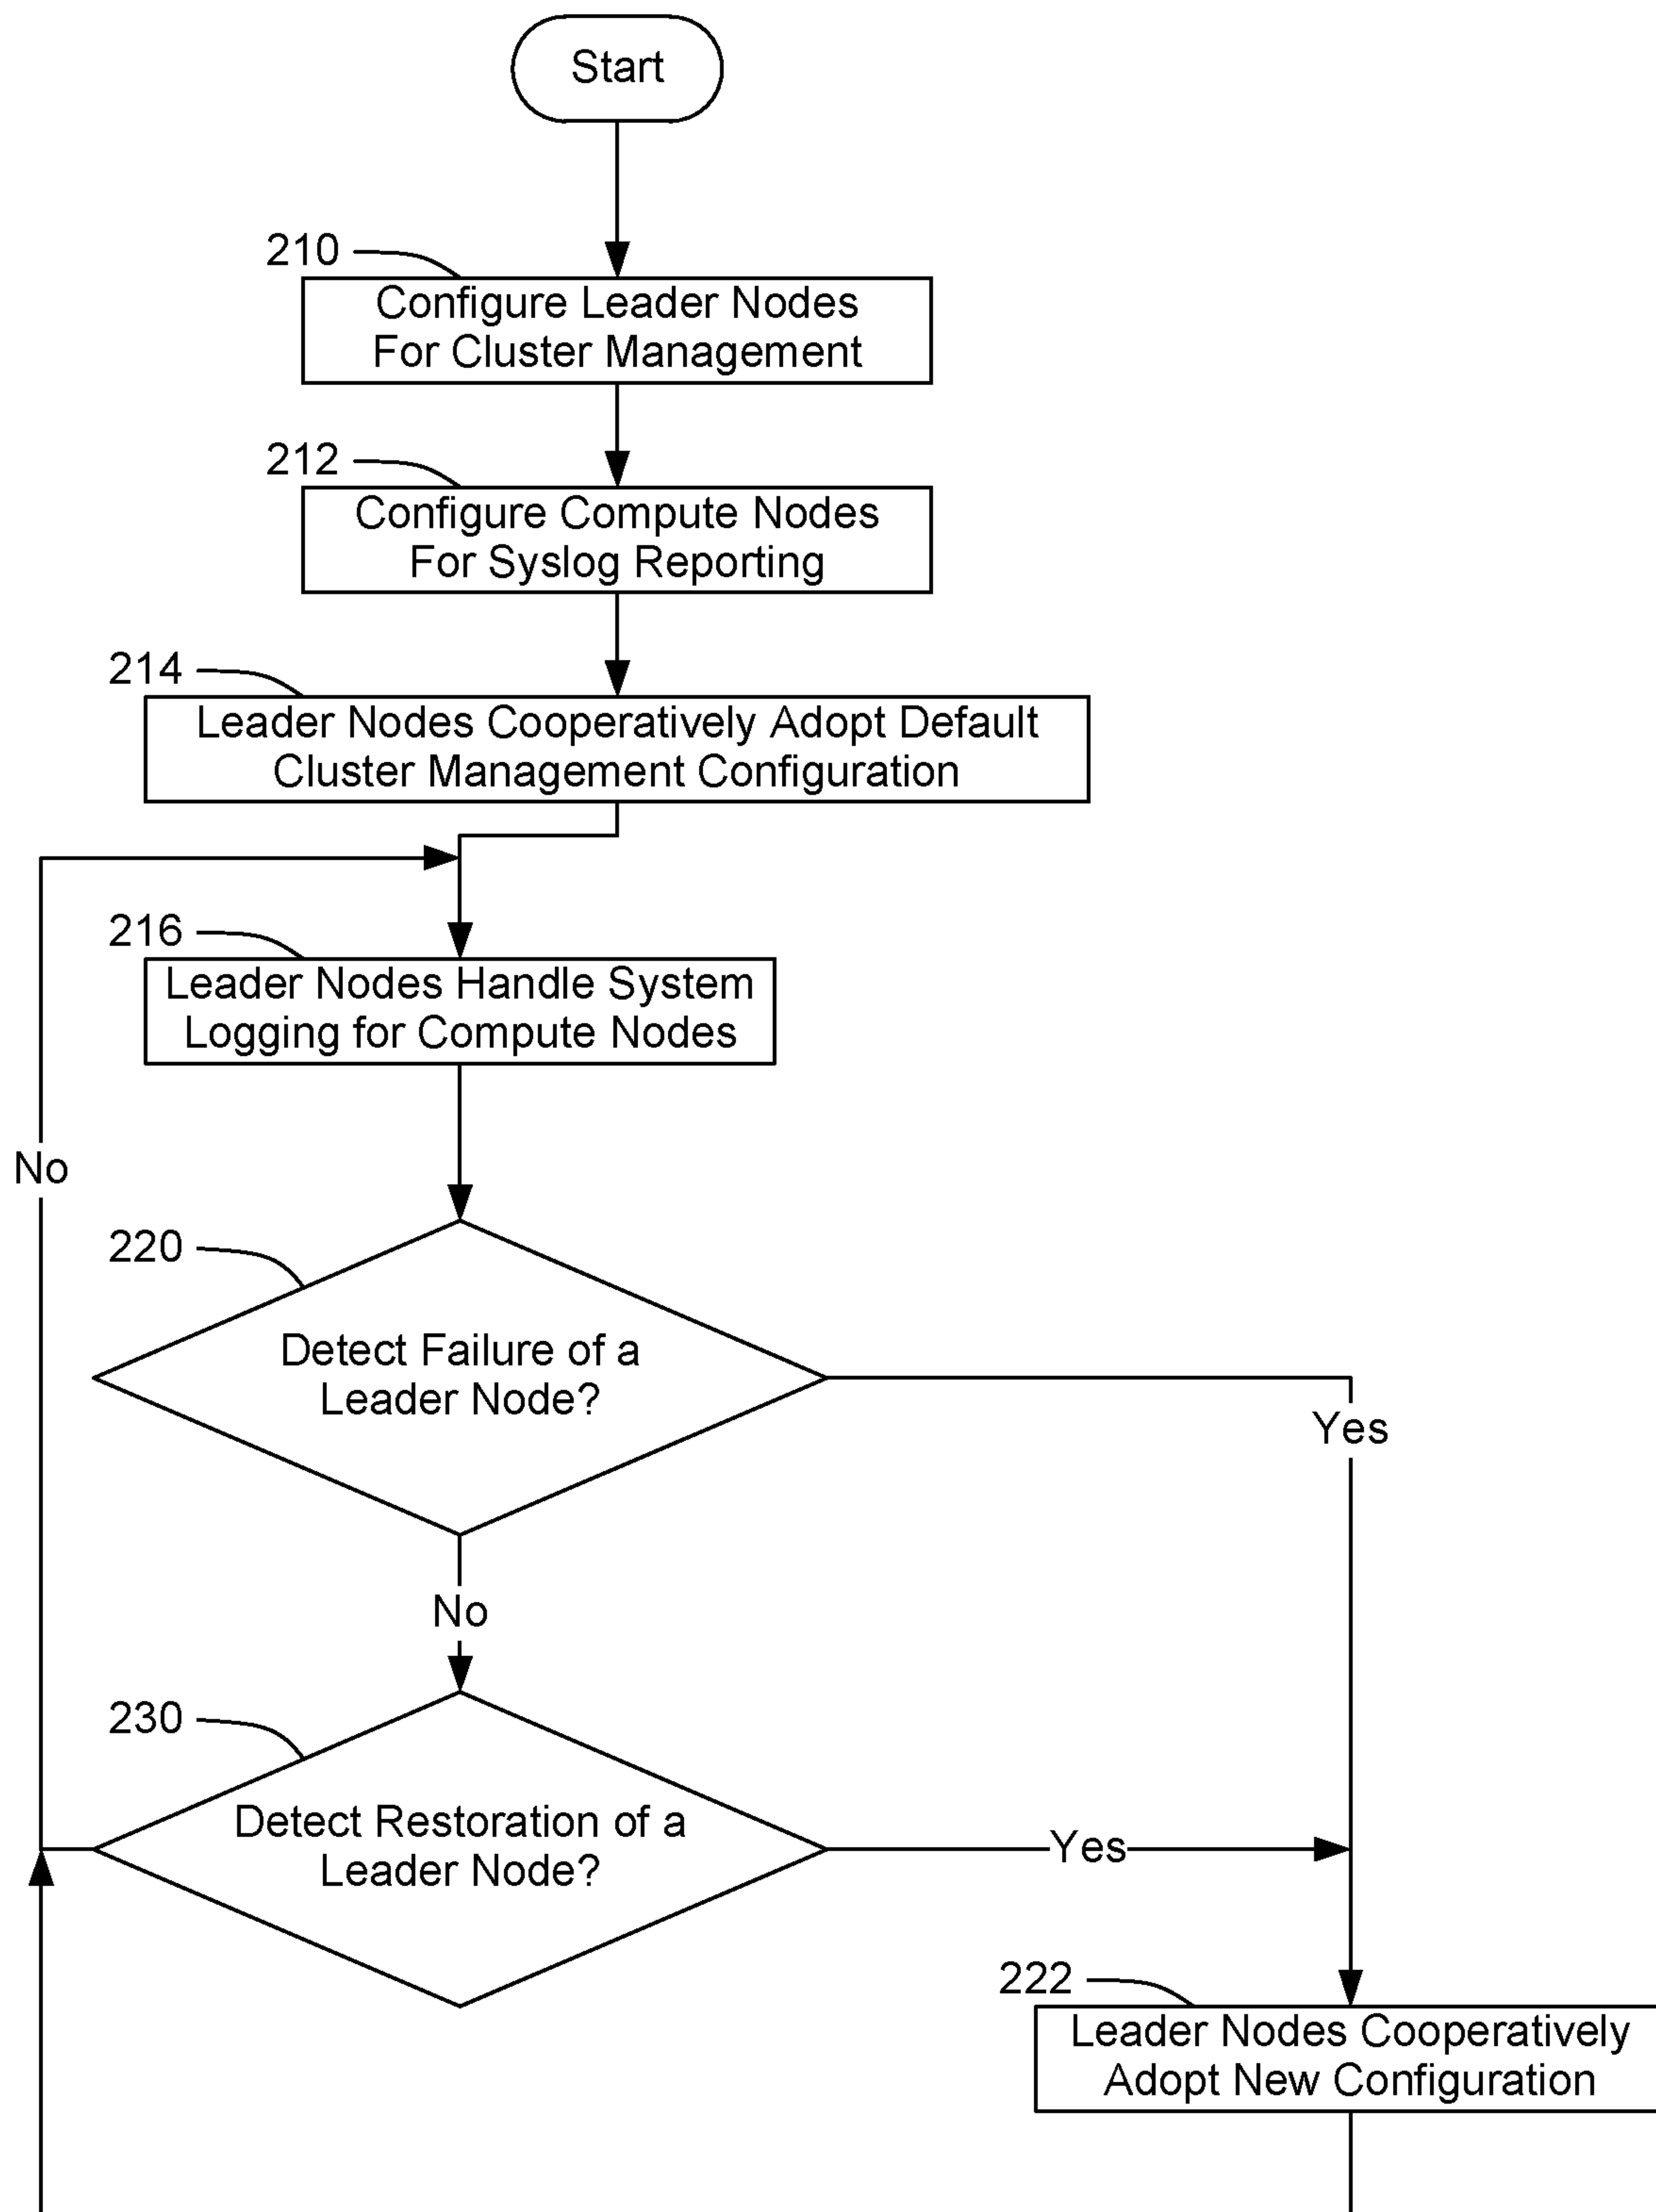 Start
210
Configure Leader Nodes
For Cluster Management
212
Configure Compute Nodes
For Syslog Reporting
214
Leader Nodes Cooperatively Adopt Default
Cluster Management Configuration
216
Leader Nodes Handle System
Logging for Compute Nodes
No
220
Detect Failure of a
Leader Node?
Yes
No
230
Detect Restoration of a
Leader Node?
Yes
222
Leader Nodes Cooperatively
Adopt New Configuration